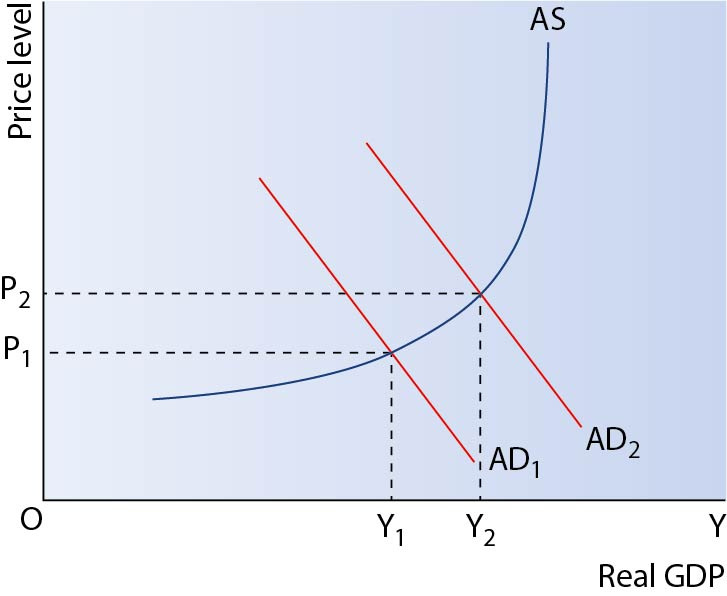 Price level
AS
P₂
P₁
AD₁
AD₂
O
Y₁
Y₂
Y
Real GDP